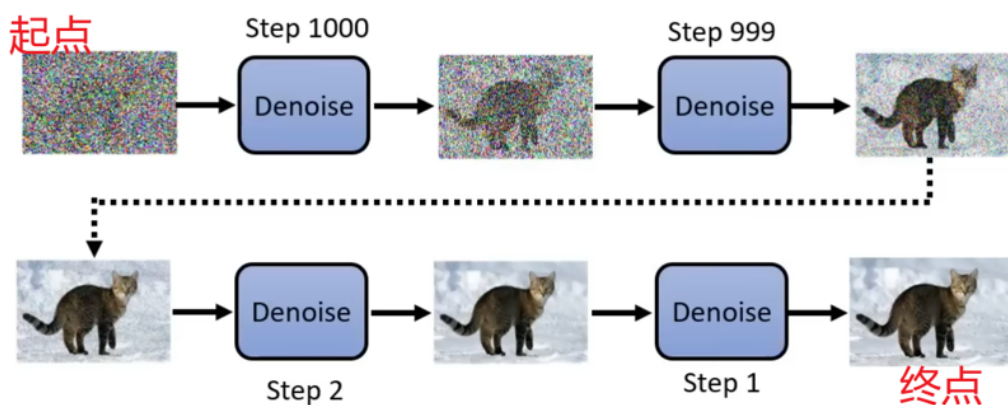 起点
Step 1000
Step 999
Denoise
Denoise
Denoise
Denoise
Step 2
Step 1
终点